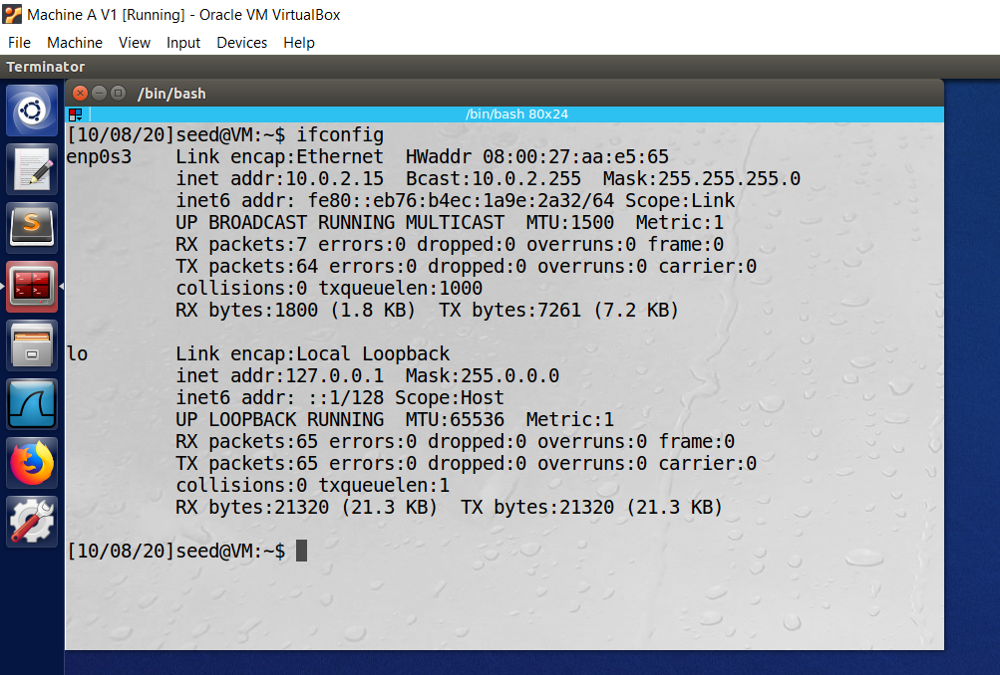 Machine A V1 [Running] - Oracle VM VirtualBox
File Machine View Input Devices Help
Terminator
/bin/bash
/bin/bash 80x24
[10/08/20]seed@VM:~$ ifconfig
enp0s3    Link encap:Ethernet  HWaddr 08:00:27:aa:e5:65
          inet addr:10.0.2.15  Bcast:10.0.2.255  Mask:255.255.255.0
          inet6 addr: fe80::eb76:b4ec:1a9e:2a32/64 Scope:Link
          UP BROADCAST RUNNING MULTICAST  MTU:1500  Metric:1
          RX packets:7 errors:0 dropped:0 overruns:0 frame:0
          TX packets:64 errors:0 dropped:0 overruns:0 carrier:0
          collisions:0 txqueuelen:1000
          RX bytes:1800 (1.8 KB)  TX bytes:7261 (7.2 KB)
lo        Link encap:Local Loopback
          inet addr:127.0.0.1  Mask:255.0.0.0
          inet6 addr: ::1/128 Scope:Host
          UP LOOPBACK RUNNING  MTU:65536  Metric:1
          RX packets:65 errors:0 dropped:0 overruns:0 frame:0
          TX packets:65 errors:0 dropped:0 overruns:0 carrier:0
          collisions:0 txqueuelen:1
          RX bytes:21320 (21.3 KB)  TX bytes:21320 (21.3 KB)
[10/08/20]seed@VM:~$